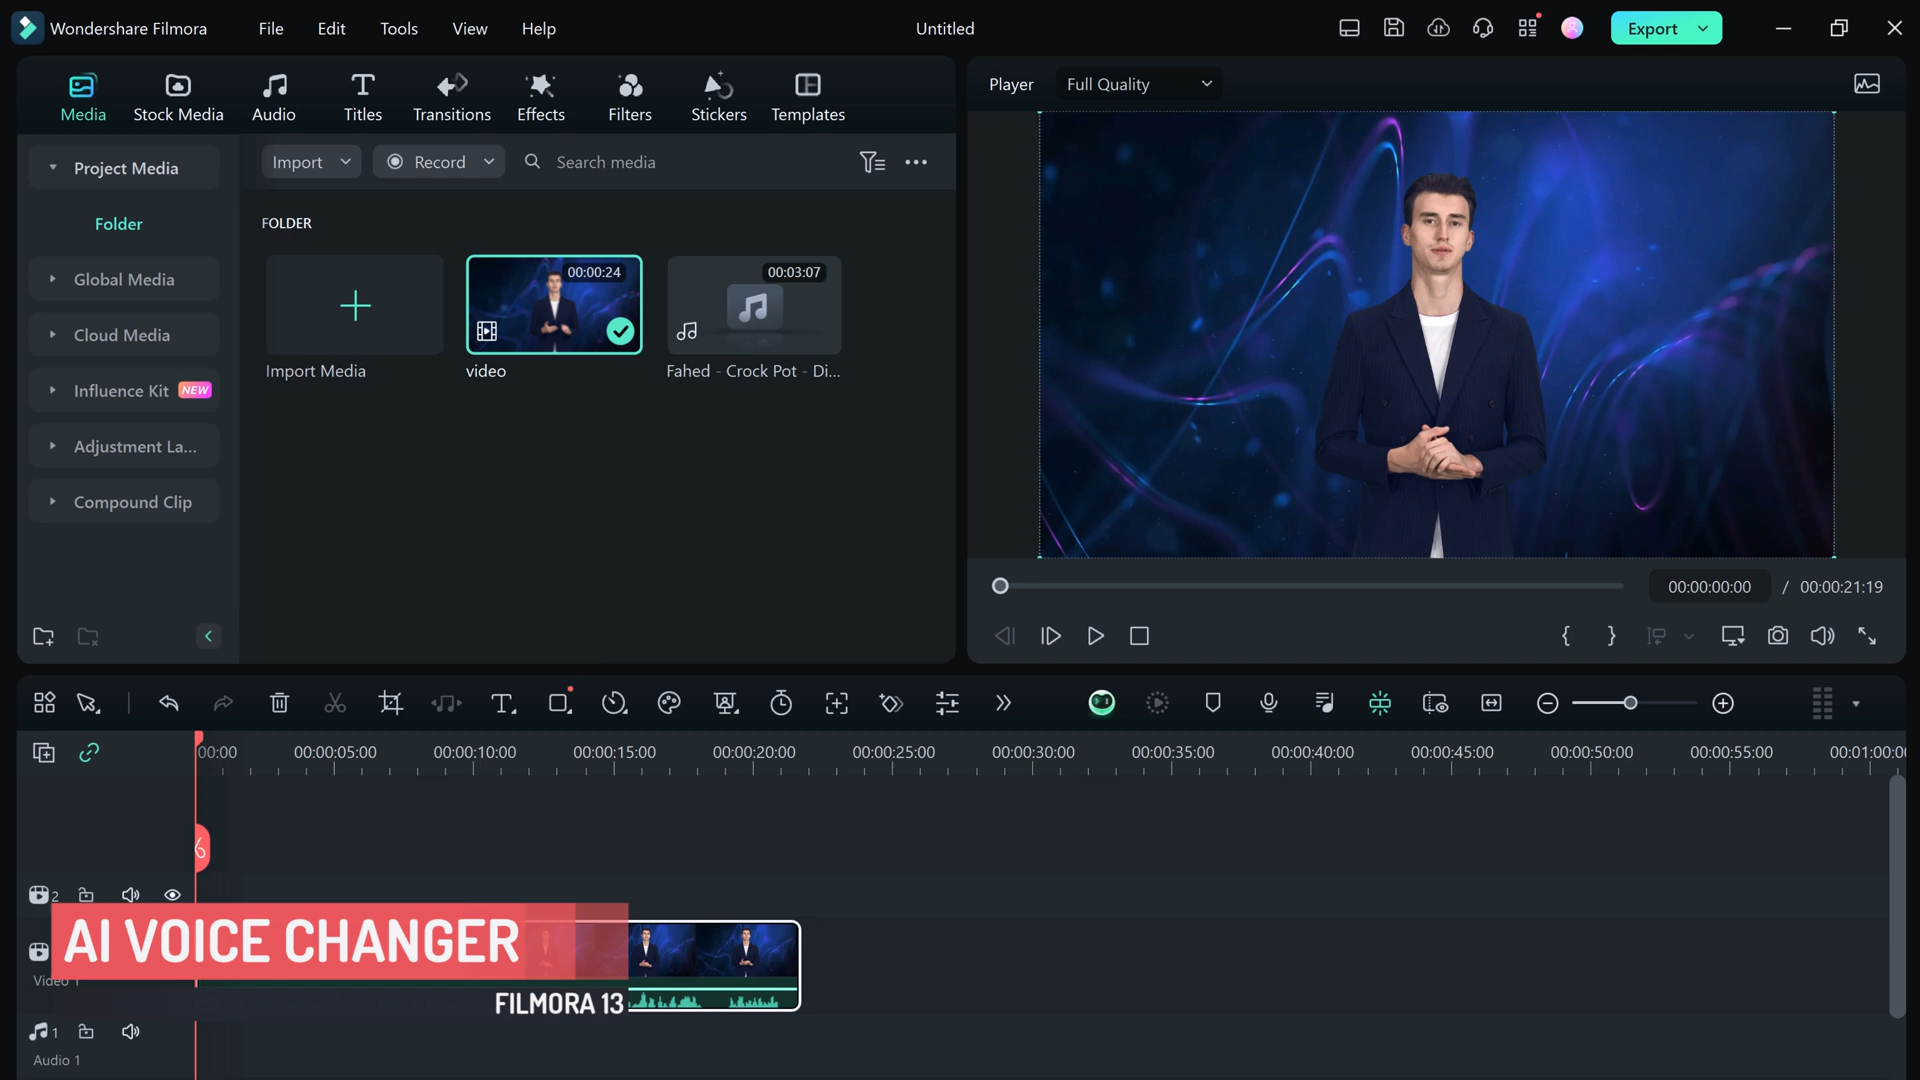 Wondershare Filmora File Edit Tools View Help Untitled Export
Media Stock Media Audio Titles Transitions Effects Filters Stickers Templates
Player Full Quality
Project Media
Folder
Global Media
Cloud Media
Influence Kit NEW
Adjustment La...
Compound Clip
Import Record Search media
FOLDER
00:00:24 00:03:07
Import Media video Fahed - Crock Pot - Di...
00:00:00:00 / 00:00:21:19
00:00 00:00:05:00 00:00:10:00 00:00:15:00 00:00:20:00 00:00:25:00 00:00:30:00 00:00:35:00 00:00:40:00 00:00:45:00 00:00:50:00 00:00:55:00 00:01:00:0
2
AI VOICE CHANGER
Video 1
FILMORA 13
1
Audio 1